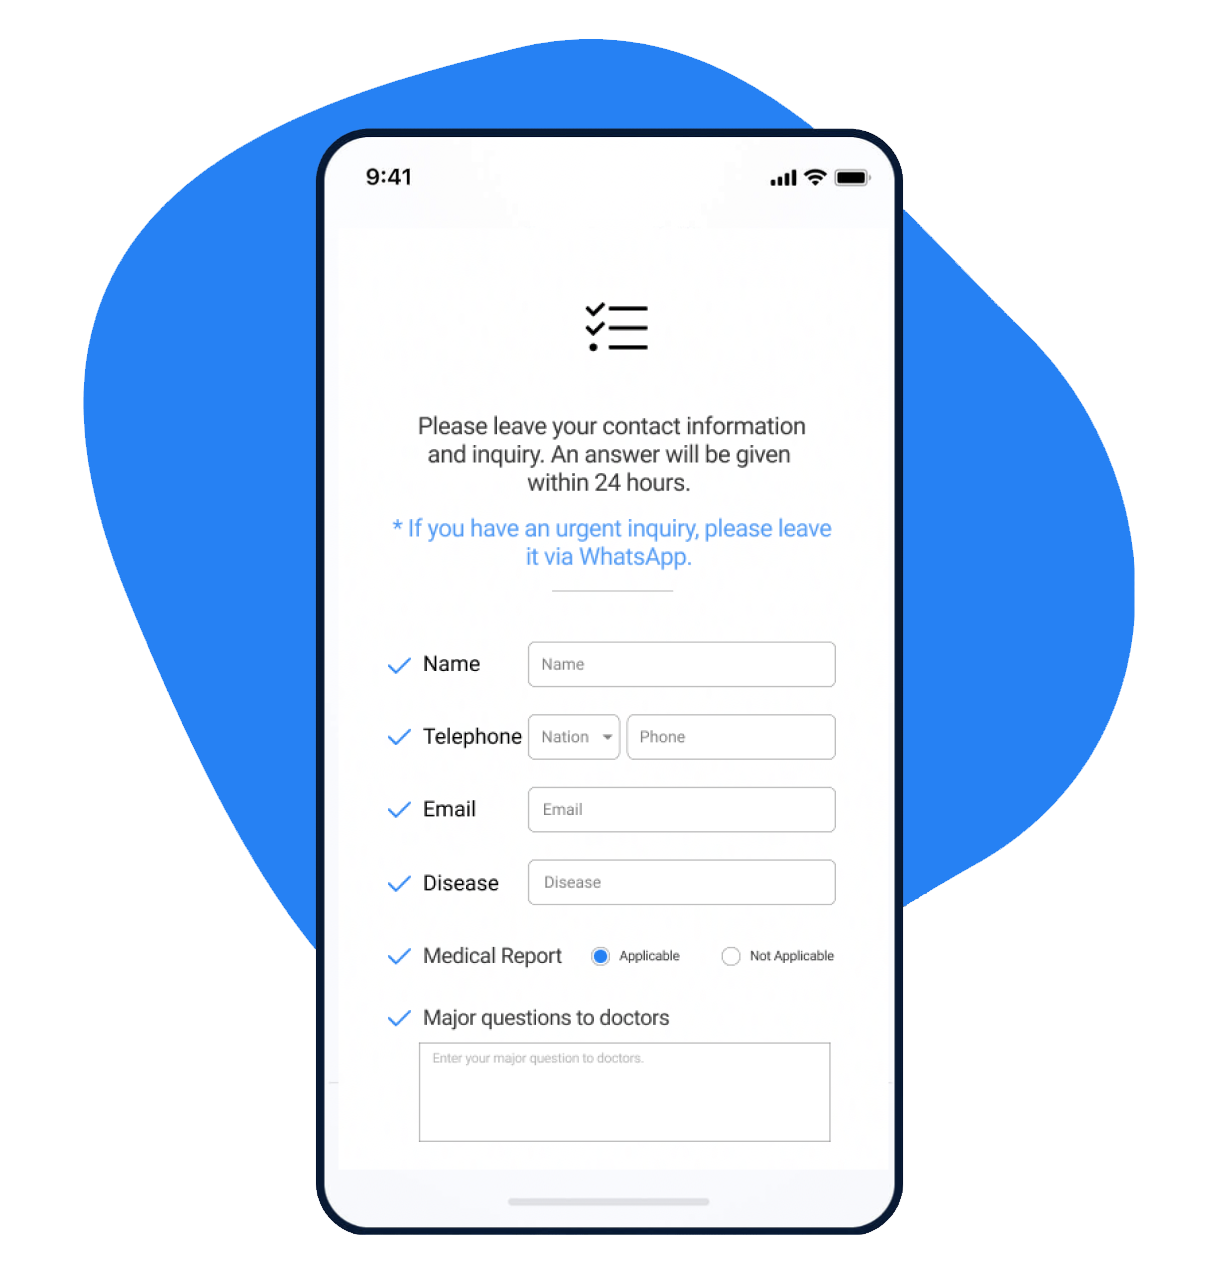 9:41
Please leave your contact information
and inquiry. An answer will be given
within 24 hours.
* If you have an urgent inquiry, please leave
it via WhatsApp.
Name Name
Telephone Nation Phone
Email Email
Disease Disease
Medical Report Applicable Not Applicable
Major questions to doctors
Enter your major question to doctors.